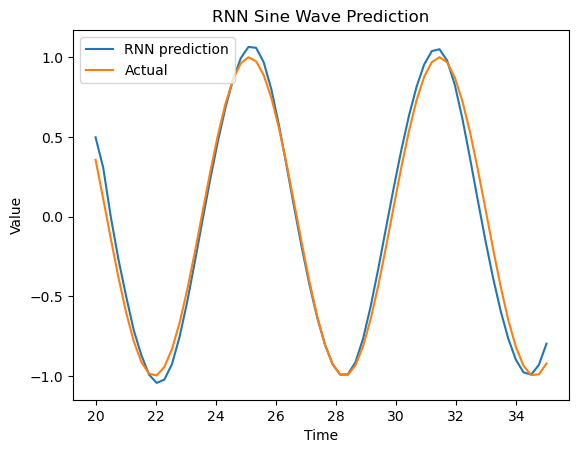 RNN Sine Wave Prediction
RNN prediction
Actual
1.0
0.5
0.0
−0.5
−1.0
Value
20 22 24 26 28 30 32 34
Time